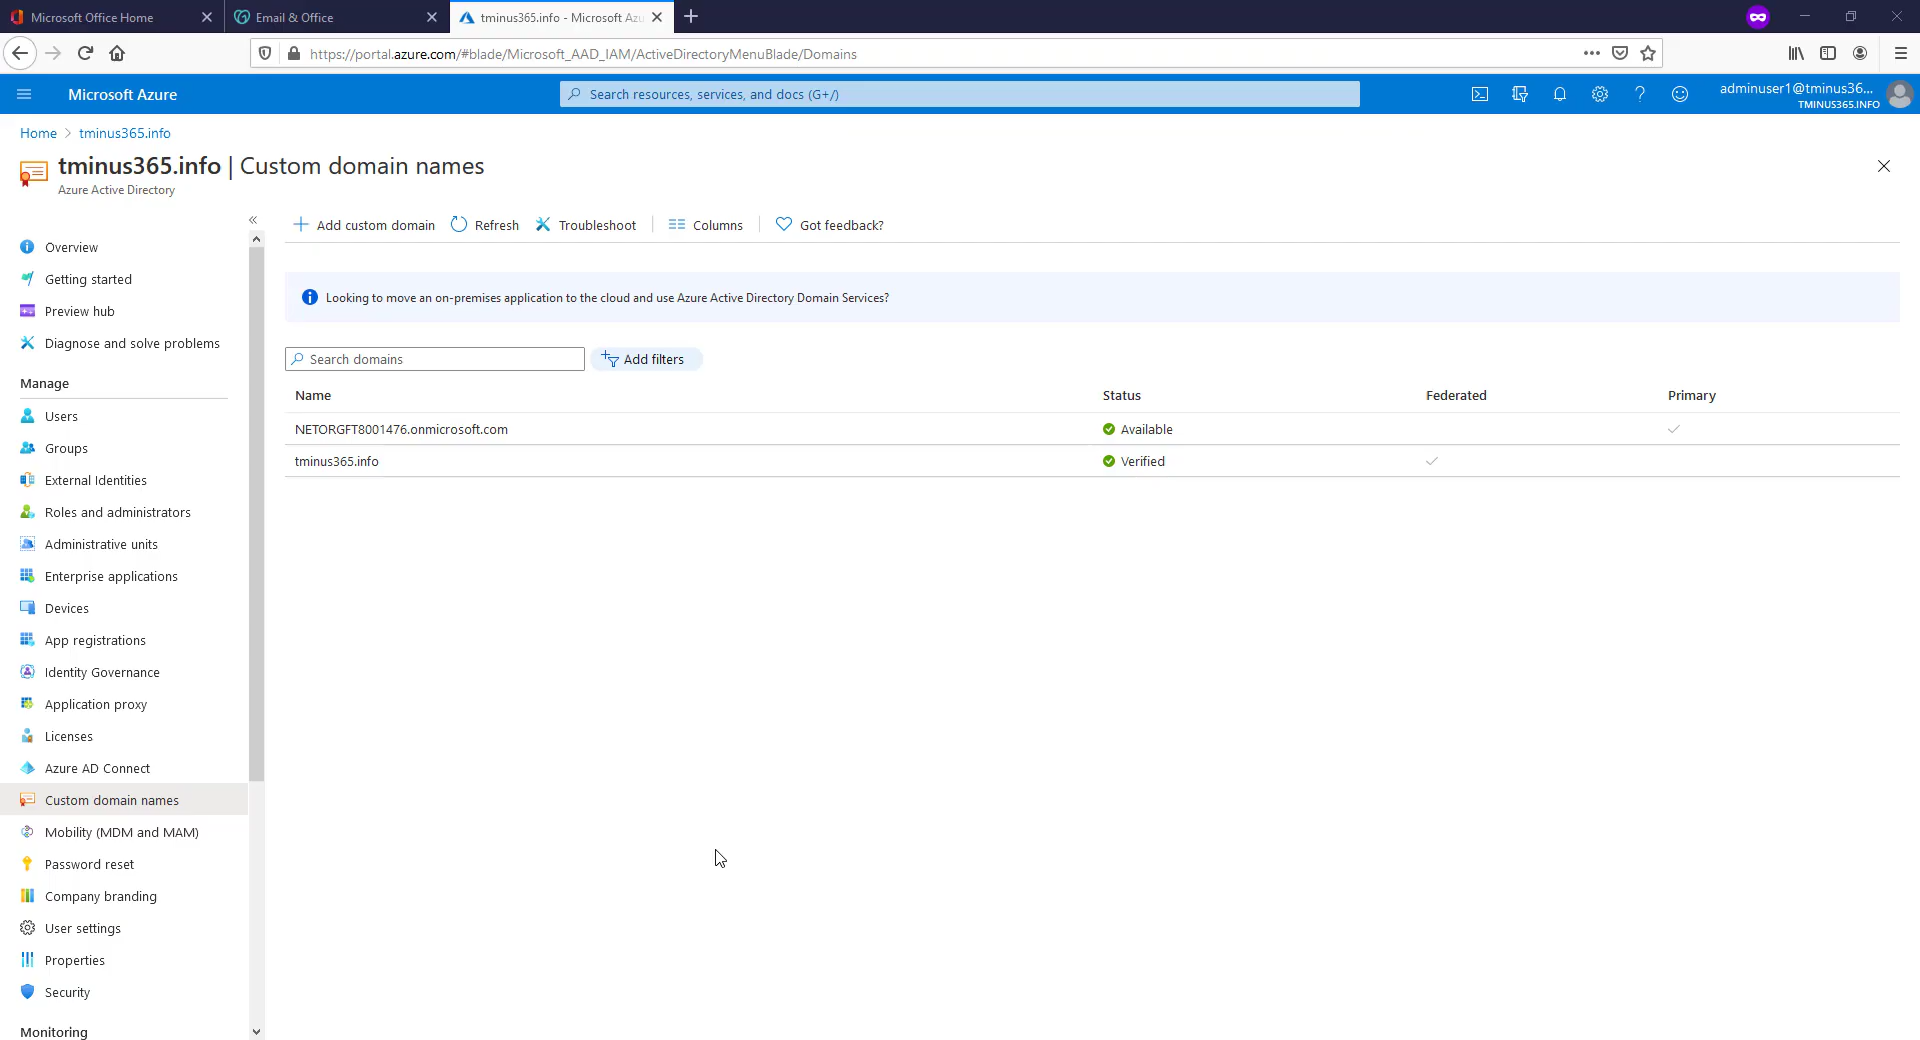 Microsoft Office Home
Email & Office
tminus365.info - Microsoft Azu
https://portal.azure.com/#blade/Microsoft_AAD_IAM/ActiveDirectoryMenuBlade/Domains
Microsoft Azure
Search resources, services, and docs (G+/)
adminuser1@tminus36...
TMINUS365.INFO
Home > tminus365.info
tminus365.info | Custom domain names
Azure Active Directory
Overview
Getting started
Preview hub
Diagnose and solve problems
Manage
Users
Groups
External Identities
Roles and administrators
Administrative units
Enterprise applications
Devices
App registrations
Identity Governance
Application proxy
Licenses
Azure AD Connect
Custom domain names
Mobility (MDM and MAM)
Password reset
Company branding
User settings
Properties
Security
Monitoring
Add custom domain Refresh Troubleshoot Columns Got feedback?
Looking to move an on-premises application to the cloud and use Azure Active Directory Domain Services?
Search domains Add filters
Name Status Federated Primary
NETORGFT8001476.onmicrosoft.com Available
tminus365.info Verified